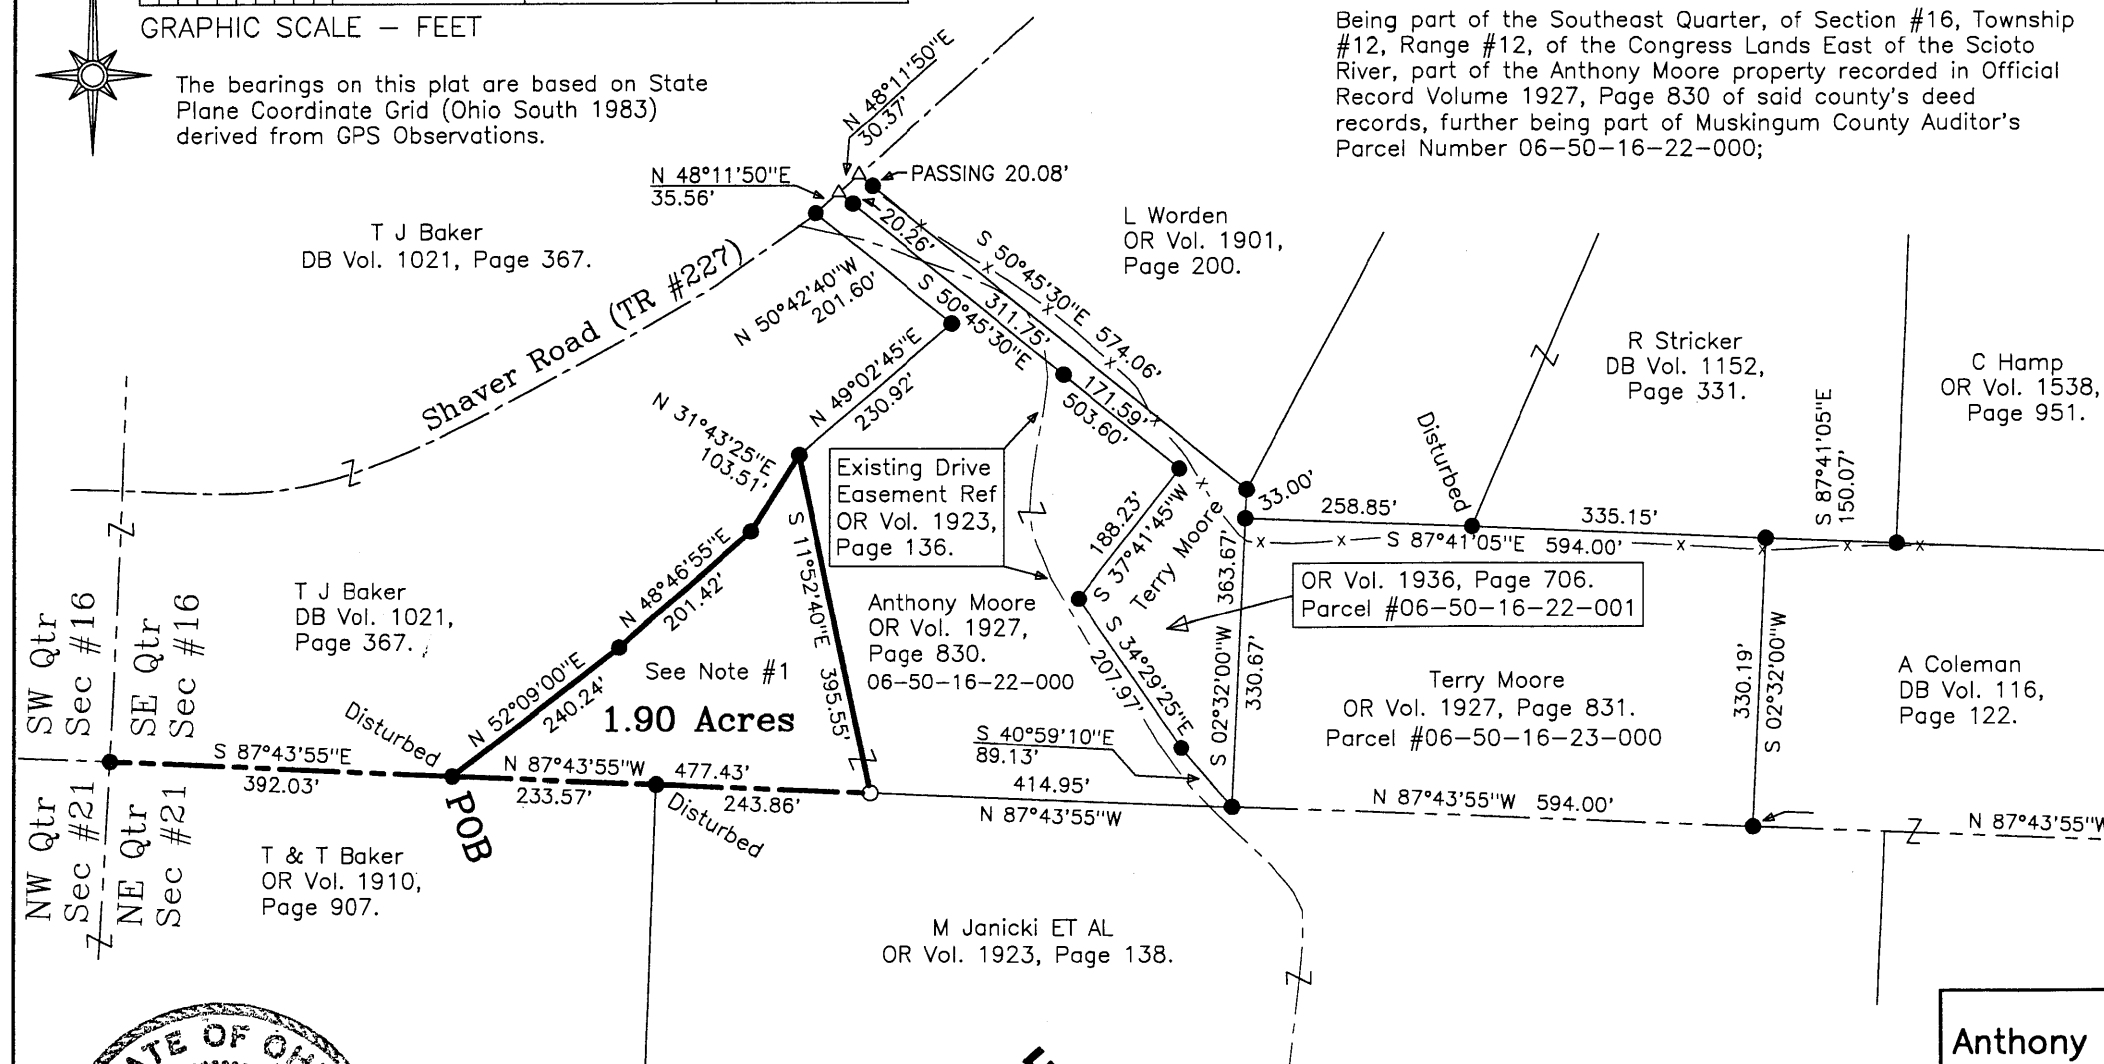 GRAPHIC SCALE – FEET
The bearings on this plat are based on State
Plane Coordinate Grid (Ohio South 1983)
derived from GPS Observations.
Being part of the Southeast Quarter, of Section #16, Township
#12, Range #12, of the Congress Lands East of the Scioto
River, part of the Anthony Moore property recorded in Official
Record Volume 1927, Page 830 of said county's deed
records, further being part of Muskingum County Auditor's
Parcel Number 06–50–16–22–000;
N 48°11'50"E
30.37'
N 48°11'50"E
35.56'
PASSING 20.08'
20.26'
T J Baker
DB Vol. 1021, Page 367.
L Worden
OR Vol. 1901,
Page 200.
Shaver Road (TR #227)
N 50°42'40"W
201.60'
S 50°45'30"E
311.75'
S 50°45'30"E 574.06'
171.59'
503.60'
R Stricker
DB Vol. 1152,
Page 331.
C Hamp
OR Vol. 1538,
Page 951.
S 87°41'05"E
150.07'
N 49°02'45"E
230.92'
N 31°43'25"E
103.51'
Existing Drive
Easement Ref
OR Vol. 1923,
Page 136.
Disturbed
33.00'
258.85'
335.15'
S 87°41'05"E 594.00'
188.23'
S 37°41'45"W
Terry Moore
S 02°32'00"W 363.67'
330.67'
OR Vol. 1936, Page 706.
Parcel #06–50–16–22–001
N 48°46'55"E
201.42'
S 11°52'40"E 395.55'
T J Baker
DB Vol. 1021,
Page 367.
Anthony Moore
OR Vol. 1927,
Page 830.
06–50–16–22–000
S 34°29'25"E
207.97'
SW Qtr
Sec #16
SE Qtr
Sec #16
N 52°09'00"E
240.24'
See Note #1
1.90 Acres
Terry Moore
OR Vol. 1927, Page 831.
Parcel #06–50–16–23–000
330.19'
S 02°32'00"W
A Coleman
DB Vol. 116,
Page 122.
Disturbed
S 87°43'55"E
392.03'
N 87°43'55"W 477.43'
233.57'
243.86'
S 40°59'10"E
89.13'
414.95'
N 87°43'55"W
N 87°43'55"W 594.00'
N 87°43'55"W
POB
Disturbed
NW Qtr
Sec #21
NE Qtr
Sec #21
T & T Baker
OR Vol. 1910,
Page 907.
M Janicki ET AL
OR Vol. 1923, Page 138.
ATE OF OH
Anthony